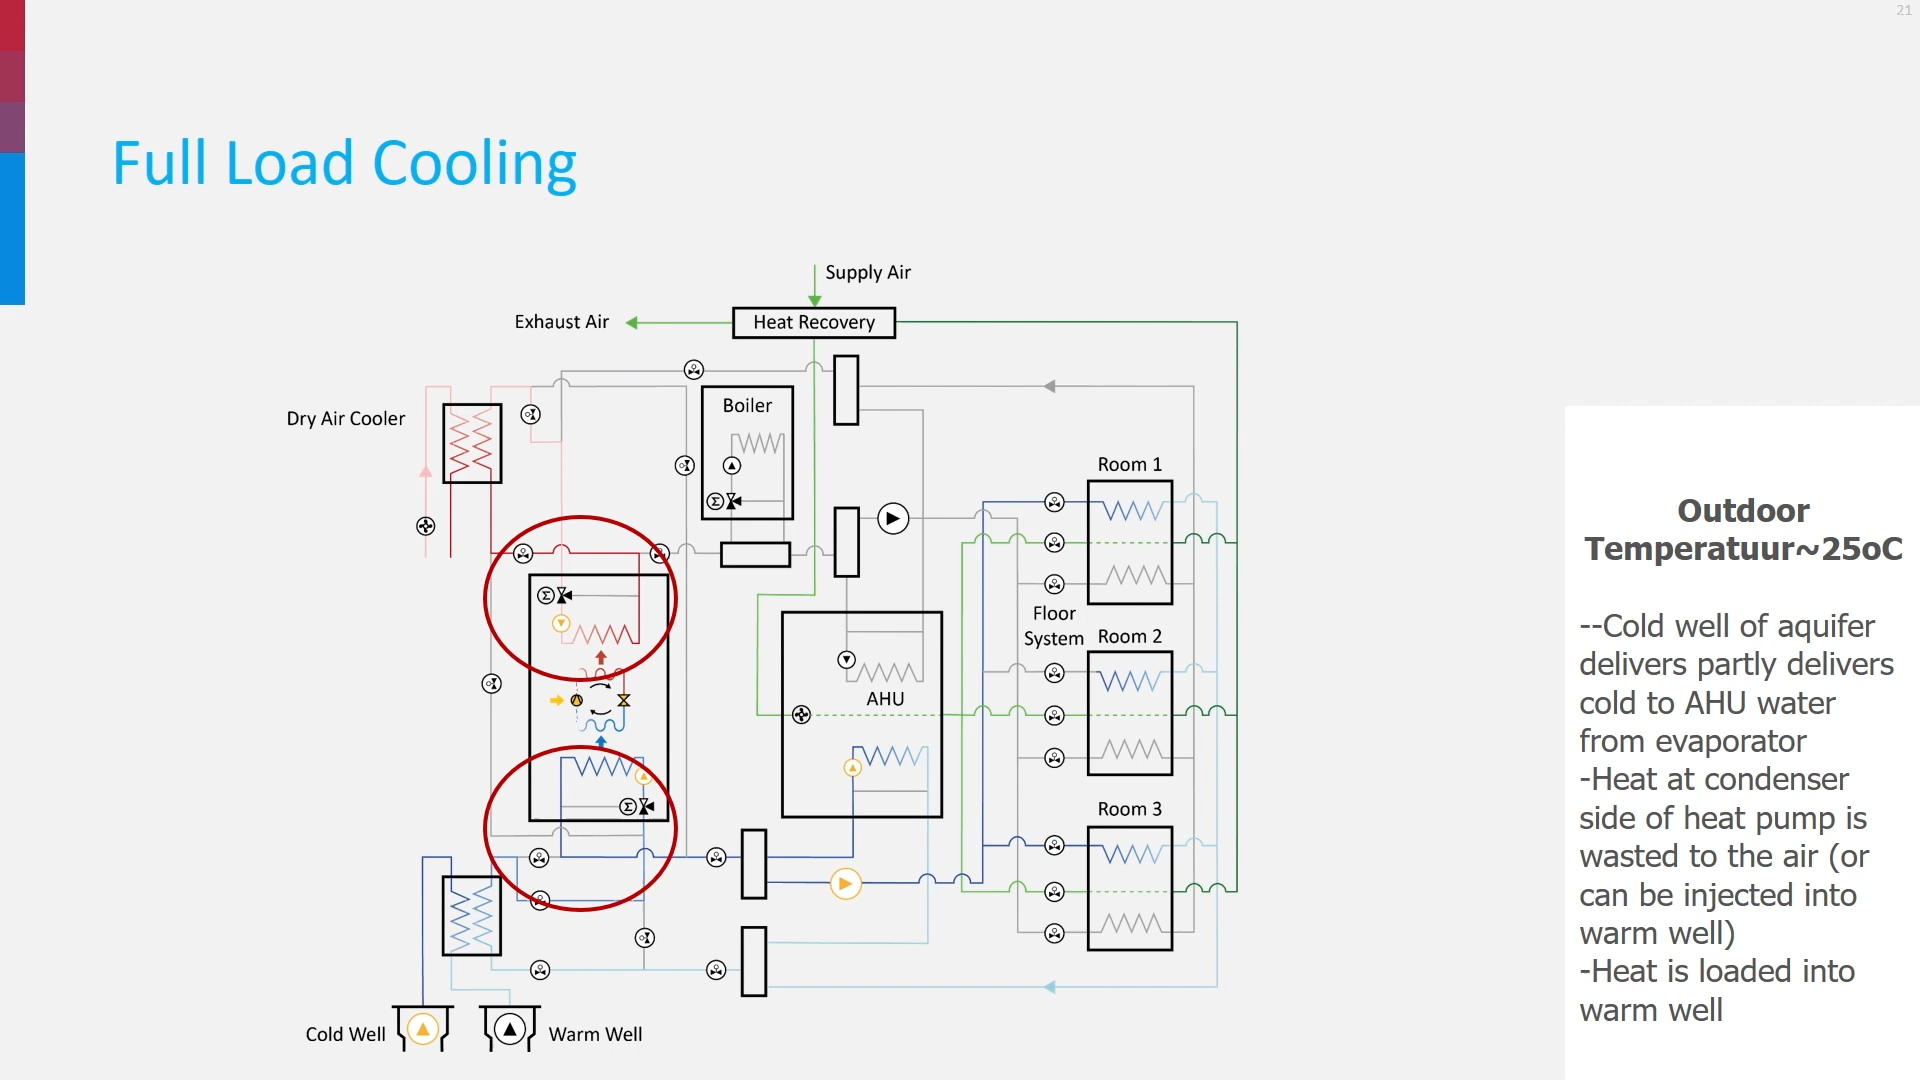 21
Full Load Cooling
Supply Air
Exhaust Air
Heat Recovery
Dry Air Cooler
Boiler
Σ
Room 1
Σ
Floor
System
Room 2
AHU
Σ
Room 3
Cold Well
Warm Well
Outdoor
Temperatuur~25oC
--Cold well of aquifer
delivers partly delivers
cold to AHU water
from evaporator
-Heat at condenser
side of heat pump is
wasted to the air (or
can be injected into
warm well)
-Heat is loaded into
warm well